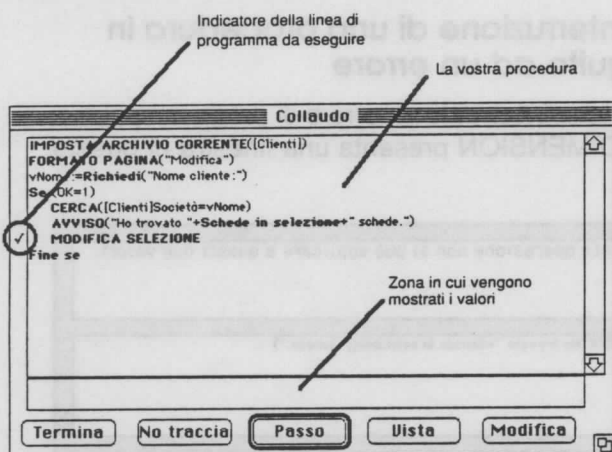 Indicatore della linea di
programma da eseguire
La vostra procedura
Collaudo
IMPOSTA ARCHIVIO CORRENTE([Clienti])
FORMATO PAGINA("Modifica")
vNome:=Richiedi("Nome cliente:")
Se (OK=1)
CERCA([Clienti]Società=vNome)
AVVISO("Ho trovato "+Schede in selezione+" schede.")
✓ MODIFICA SELEZIONE
Fine se
Zona in cui vengono
mostrati i valori
Termina No traccia Passo Vista Modifica